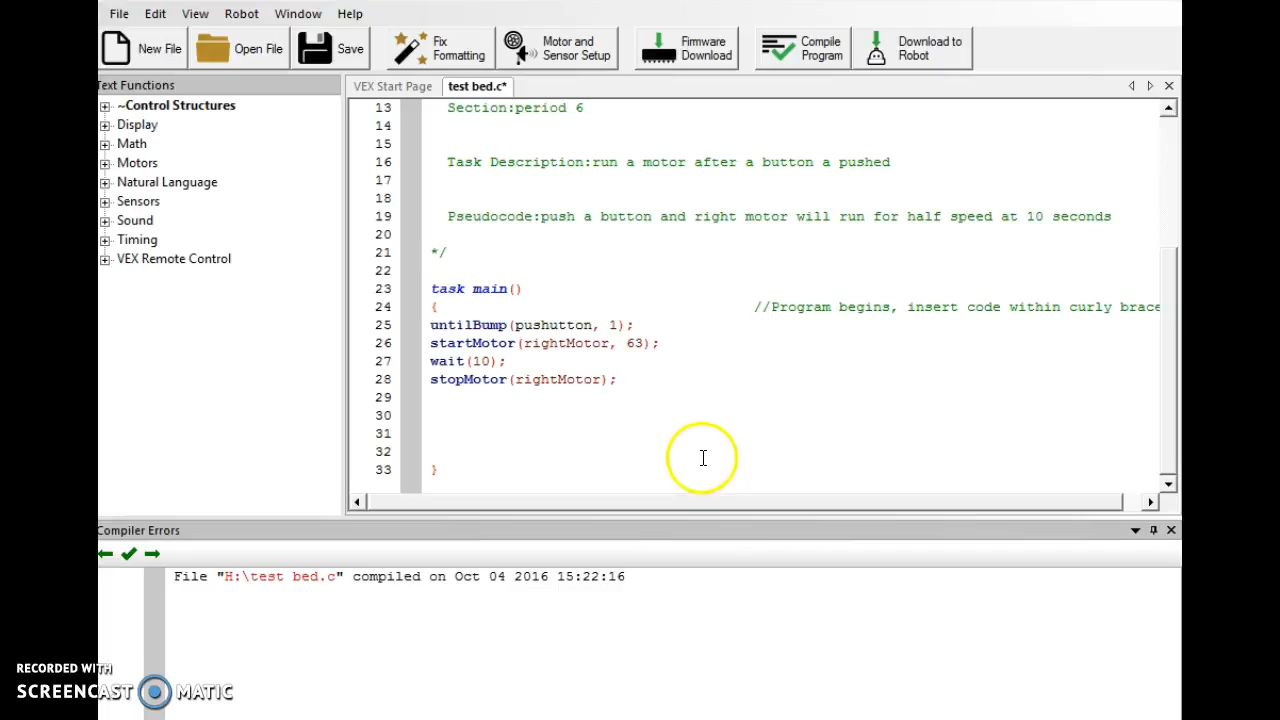 File Edit View Robot Window Help
New File Open File Save Fix Formatting Motor and Sensor Setup Firmware Download Compile Program Download to Robot
Text Functions
VEX Start Page test bed.c*
~Control Structures
Display
Math
Motors
Natural Language
Sensors
Sound
Timing
VEX Remote Control
13 Section:period 6
14
15
16 Task Description:run a motor after a button a pushed
17
18
19 Pseudocode:push a button and right motor will run for half speed at 10 seconds
20
21 */
22
23 task main()
24 { //Program begins, insert code within curly brace
25 untilBump(pushutton, 1);
26 startMotor(rightMotor, 63);
27 wait(10);
28 stopMotor(rightMotor);
29
30
31
32
33 }
Compiler Errors
File "H:\test bed.c" compiled on Oct 04 2016 15:22:16
RECORDED WITH
SCREENCAST MATIC